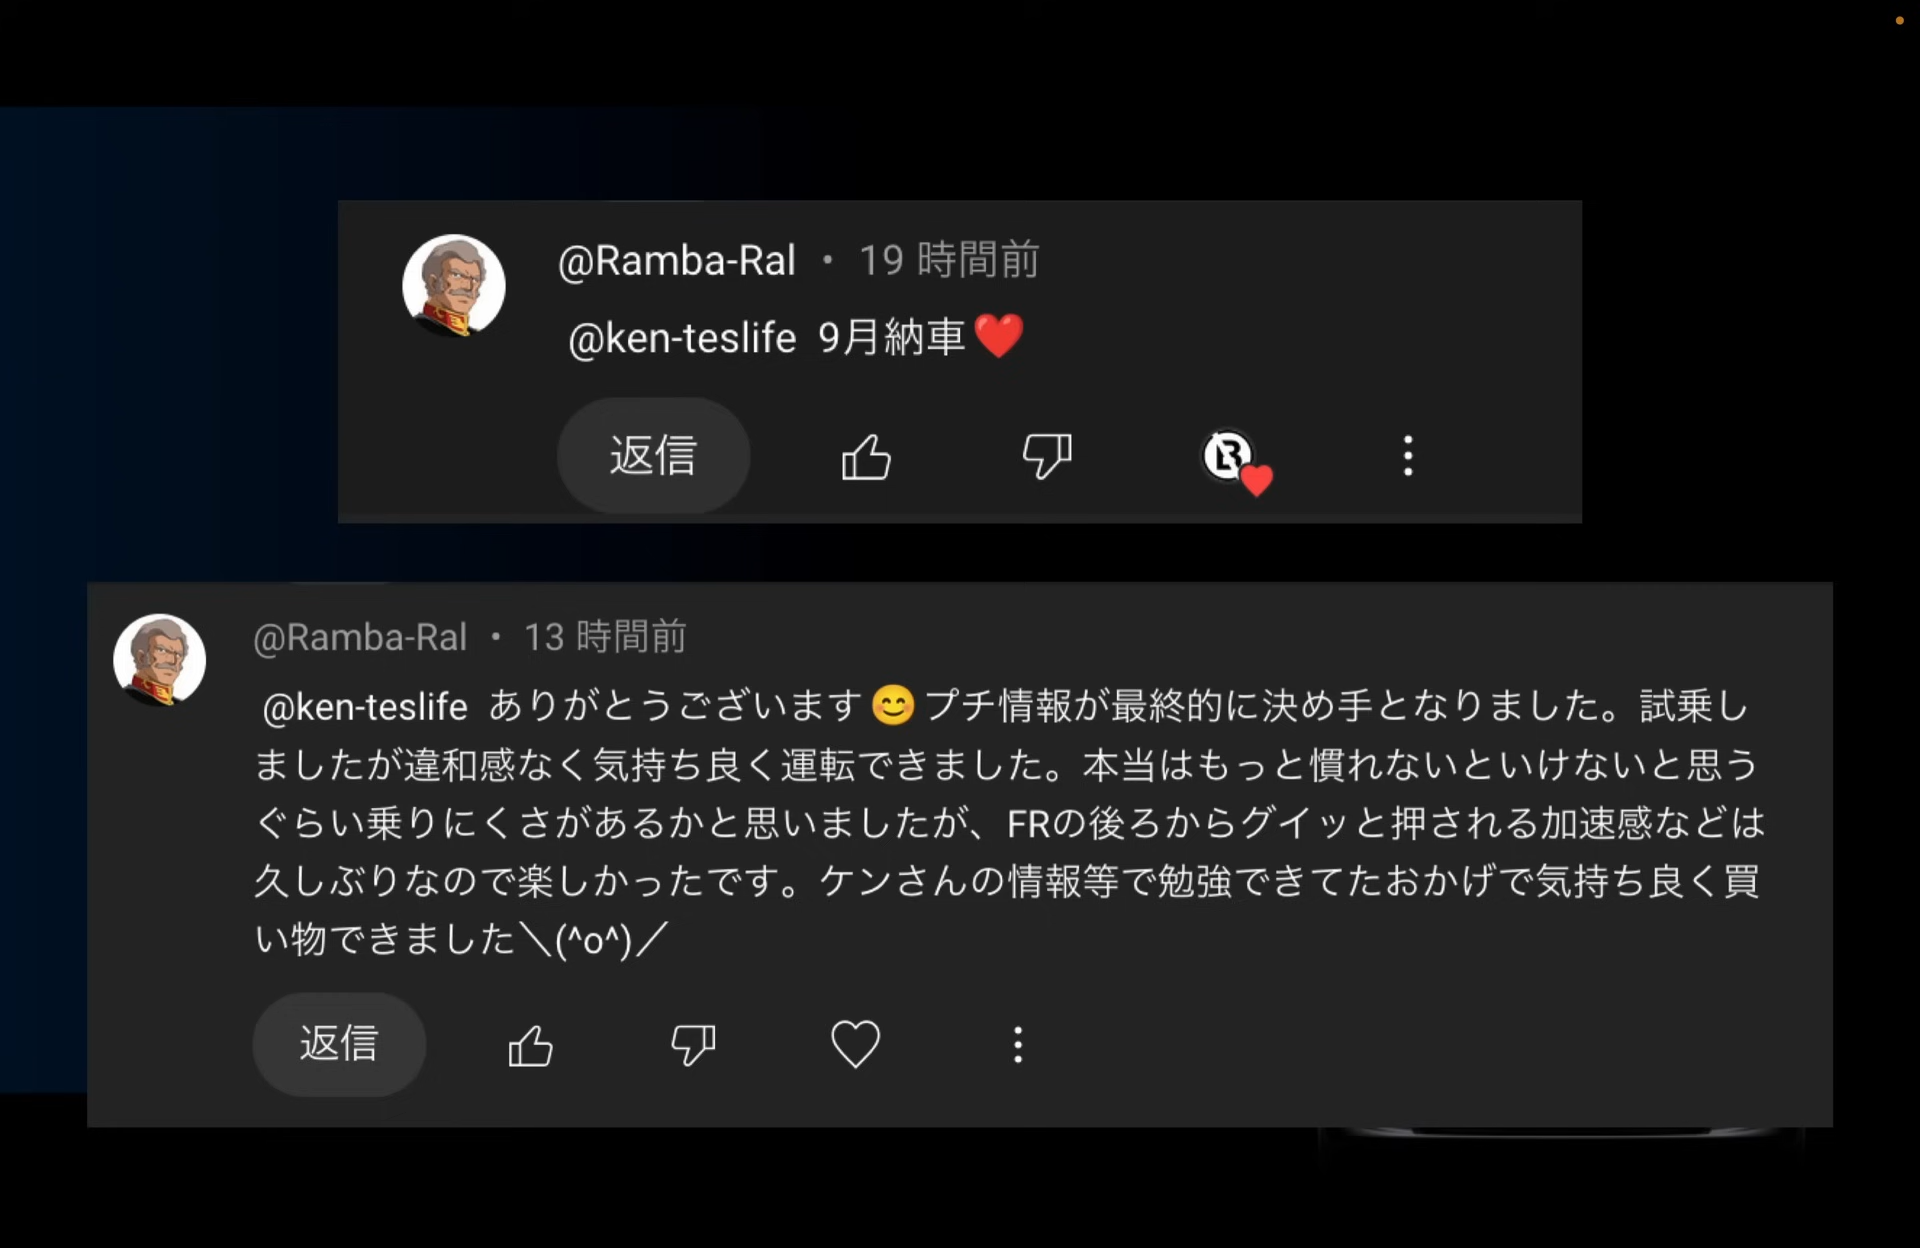 @Ramba-Ral • 19 時間前
@ken-teslife 9月納車❤️
返信
@Ramba-Ral • 13 時間前
@ken-teslife ありがとうございます😊プチ情報が最終的に決め手となりました。試乗し
ましたが違和感なく気持ち良く運転できました。本当はもっと慣れないといけないと思う
ぐらい乗りにくさがあるかと思いましたが、FRの後ろからグイッと押される加速感などは
久しぶりなので楽しかったです。ケンさんの情報等で勉強できてたおかげで気持ち良く買
い物できました＼(^o^)／
返信